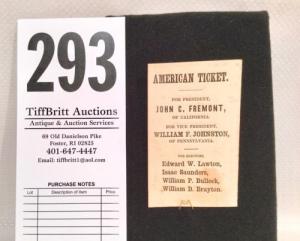 293
TiffBritt Auctions
Antique & Auction Services
69 Old Danielson Pike
Foster, RI 02825
401-647-4447
Email: tiffbritt1@aol.com
PURCHASE NOTES
Lot Description of Item Price
AMERICAN TICKET.
FOR PRESIDENT,
JOHN C. FREMONT,
OF CALIFORNIA.
FOR VICE PRESIDENT,
WILLIAM F. JOHNSTON,
OF PENNSYLVANIA.
FOR ELECTORS,
Edward W. Lawton,
Isaac Saunders,
William P. Bullock,
William D. Brayton.